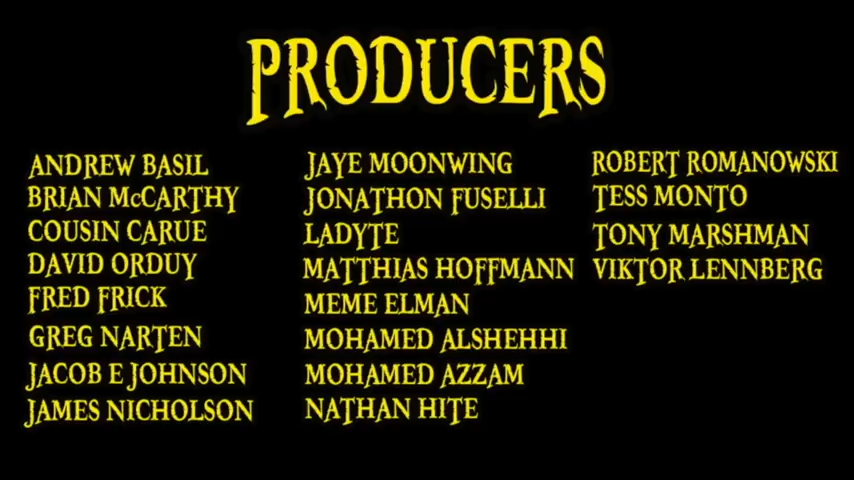 PRODUCERS
ANDREW BASIL
BRIAN McCARTHY
COUSIN CARUE
DAVID ORDUY
FRED FRICK
GREG NARTEN
JACOB E JOHNSON
JAMES NICHOLSON
JAYE MOONWING
JONATHON FUSELLI
LADYTE
MATTHIAS HOFFMANN
MEME ELMAN
MOHAMED ALSHEHHI
MOHAMED AZZAM
NATHAN HITE
ROBERT ROMANOWSKI
TESS MONTO
TONY MARSHMAN
VIKTOR LENNBERG